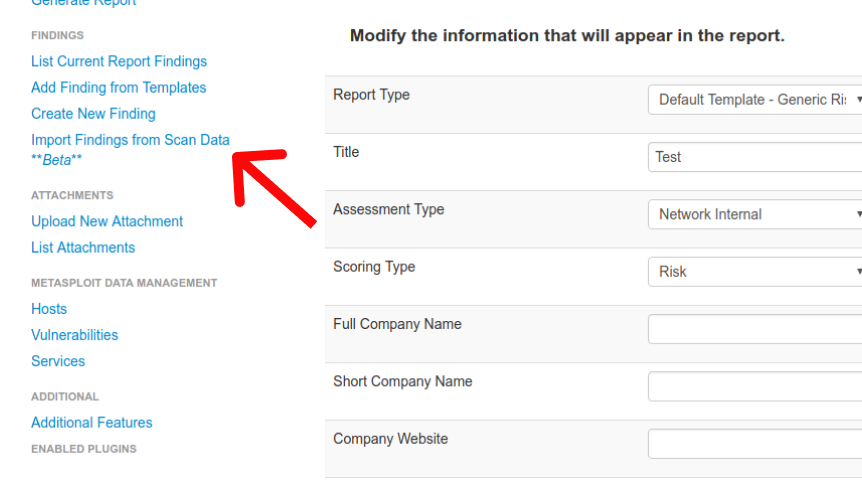 Generate Report
FINDINGS
List Current Report Findings
Add Finding from Templates
Create New Finding
Import Findings from Scan Data
**Beta**
ATTACHMENTS
Upload New Attachment
List Attachments
METASPLOIT DATA MANAGEMENT
Hosts
Vulnerabilities
Services
ADDITIONAL
Additional Features
ENABLED PLUGINS
Modify the information that will appear in the report.
Report Type
Default Template - Generic
Title
Test
Assessment Type
Network Internal
Scoring Type
Risk
Full Company Name
Short Company Name
Company Website